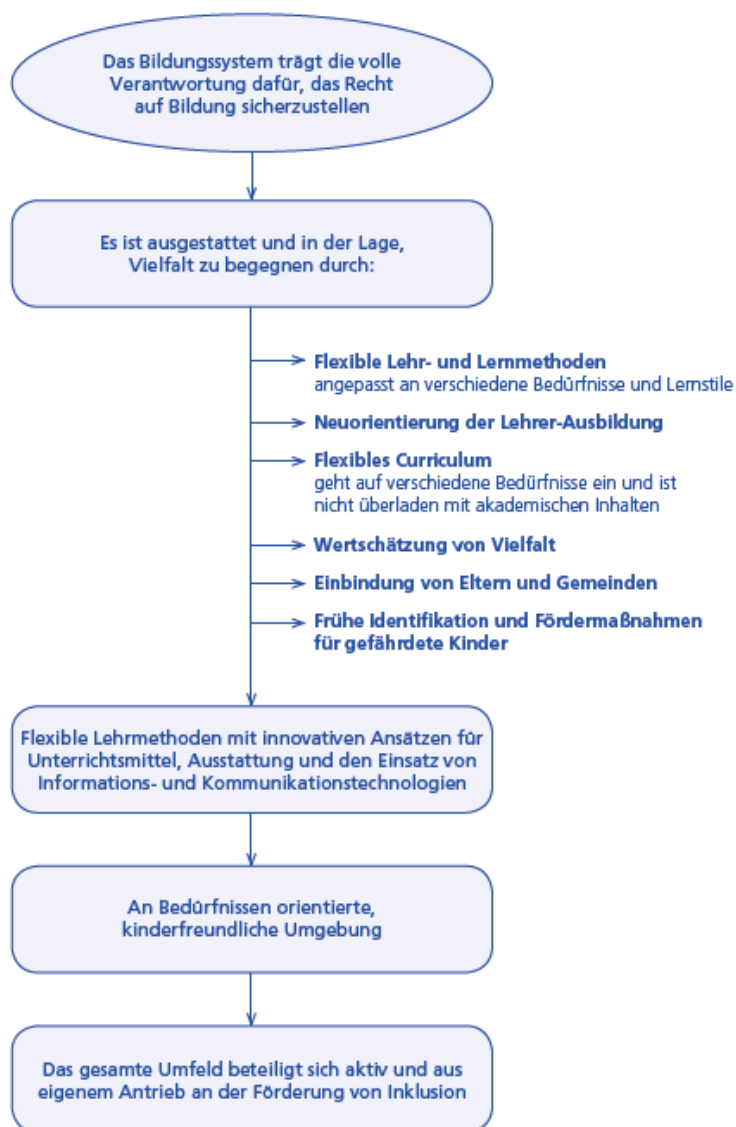 Das Bildungssystem trägt die volle
Verantwortung dafür, das Recht
auf Bildung sicherzustellen
Es ist ausgestattet und in der Lage,
Vielfalt zu begegnen durch:
Flexible Lehr- und Lernmethoden
angepasst an verschiedene Bedürfnisse und Lernstile
Neuorientierung der Lehrer-Ausbildung
Flexibles Curriculum
geht auf verschiedene Bedürfnisse ein und ist
nicht überladen mit akademischen Inhalten
Wertschätzung von Vielfalt
Einbindung von Eltern und Gemeinden
Frühe Identifikation und Fördermaßnahmen
für gefährdete Kinder
Flexible Lehrmethoden mit innovativen Ansätzen für
Unterrichtsmittel, Ausstattung und den Einsatz von
Informations- und Kommunikationstechnologien
An Bedürfnissen orientierte,
kinderfreundliche Umgebung
Das gesamte Umfeld beteiligt sich aktiv und aus
eigenem Antrieb an der Förderung von Inklusion